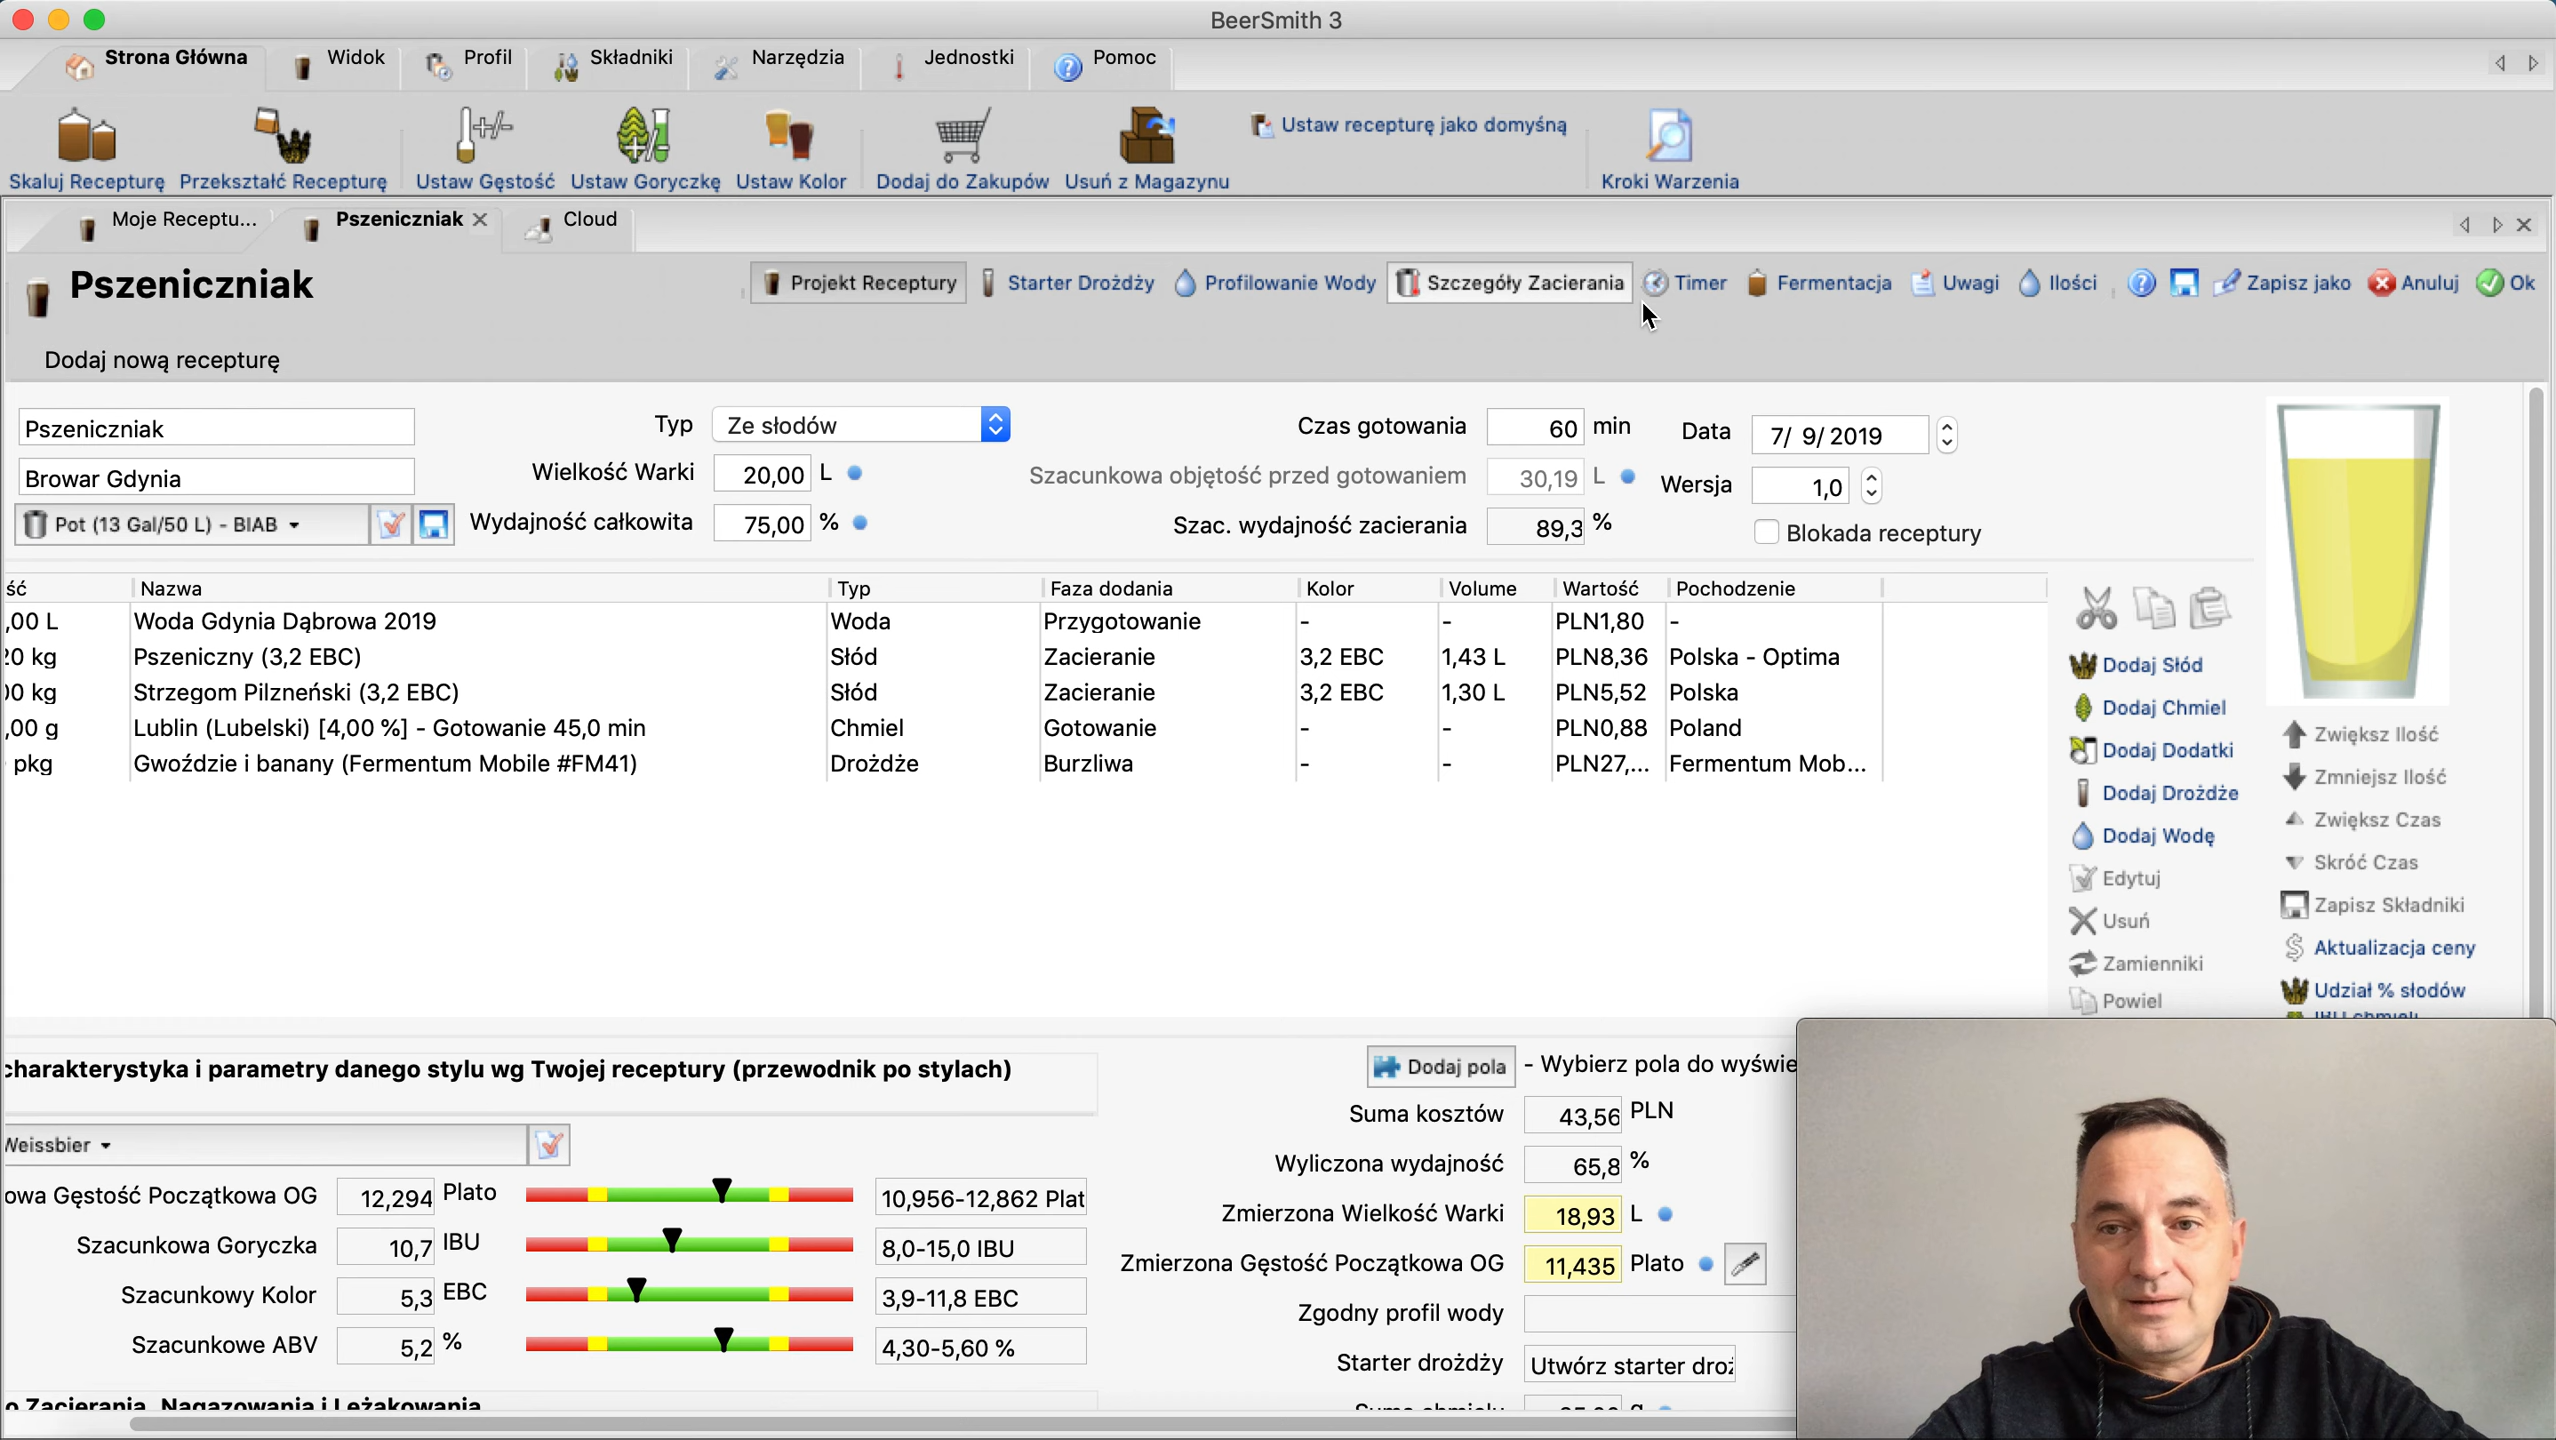 BeerSmith 3
Strona Główna Widok Profil Składniki Narzędzia Jednostki Pomoc
Skaluj Recepturę Przekształć Recepturę Ustaw Gęstość Ustaw Goryczkę Ustaw Kolor Dodaj do Zakupów Usuń z Magazynu Ustaw recepturę jako domyśną Kroki Warzenia
Moje Receptu... Pszeniczniak Cloud
Pszeniczniak
Projekt Receptury Starter Drożdży Profilowanie Wody Szczegóły Zacierania Timer Fermentacja Uwagi Ilości Zapisz jako Anuluj Ok
Dodaj nową recepturę
Pszeniczniak Typ Ze słodów Czas gotowania 60 min Data 7/ 9/ 2019
Browar Gdynia Wielkość Warki 20,00 L Szacunkowa objętość przed gotowaniem 30,19 L Wersja 1,0
Pot (13 Gal/50 L) - BIAB Wydajność całkowita 75,00 % Szac. wydajność zacierania 89,3 % Blokada receptury
ść Nazwa Typ Faza dodania Kolor Volume Wartość Pochodzenie
,00 L Woda Gdynia Dąbrowa 2019 Woda Przygotowanie - - PLN1,80 -
20 kg Pszeniczny (3,2 EBC) Słód Zacieranie 3,2 EBC 1,43 L PLN8,36 Polska - Optima
00 kg Strzegom Pilzneński (3,2 EBC) Słód Zacieranie 3,2 EBC 1,30 L PLN5,52 Polska
,00 g Lublin (Lubelski) [4,00 %] - Gotowanie 45,0 min Chmiel Gotowanie - - PLN0,88 Poland
pkg Gwoździe i banany (Fermentum Mobile #FM41) Drożdże Burzliwa - - PLN27,... Fermentum Mob...
Dodaj Słód
Dodaj Chmiel
Dodaj Dodatki
Dodaj Drożdże
Dodaj Wodę
Edytuj
Usuń
Zamienniki
Powiel
Zwiększ Ilość
Zmniejsz Ilość
Zwiększ Czas
Skróć Czas
Zapisz Składniki
Aktualizacja ceny
Udział % słodów
IBU chmieli
charakterystyka i parametry danego stylu wg Twojej receptury (przewodnik po stylach)
Weissbier
owa Gęstość Początkowa OG 12,294 Plato 10,956-12,862 Plat
Szacunkowa Goryczka 10,7 IBU 8,0-15,0 IBU
Szacunkowy Kolor 5,3 EBC 3,9-11,8 EBC
Szacunkowe ABV 5,2 % 4,30-5,60 %
o Zacierania, Nagazowania i Leżakowania
Dodaj pola - Wybierz pola do wyświe
Suma kosztów 43,56 PLN
Wyliczona wydajność 65,8 %
Zmierzona Wielkość Warki 18,93 L
Zmierzona Gęstość Początkowa OG 11,435 Plato
Zgodny profil wody
Starter drożdży Utwórz starter droż
Suma chmielu g